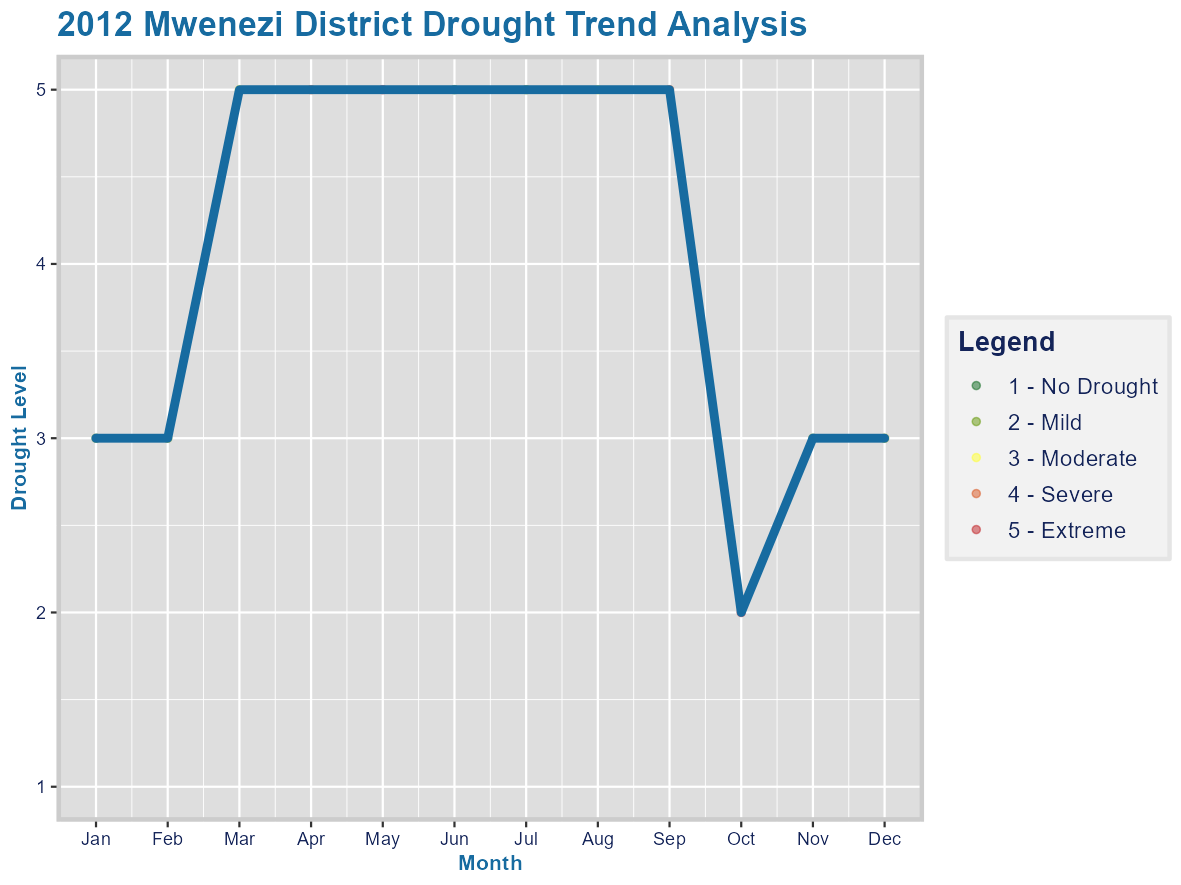 2012 Mwenezi District Drought Trend Analysis
Drought Level
5
4
3
2
1
Jan Feb Mar Apr May Jun Jul Aug Sep Oct Nov Dec
Month
Legend
1 - No Drought
2 - Mild
3 - Moderate
4 - Severe
5 - Extreme